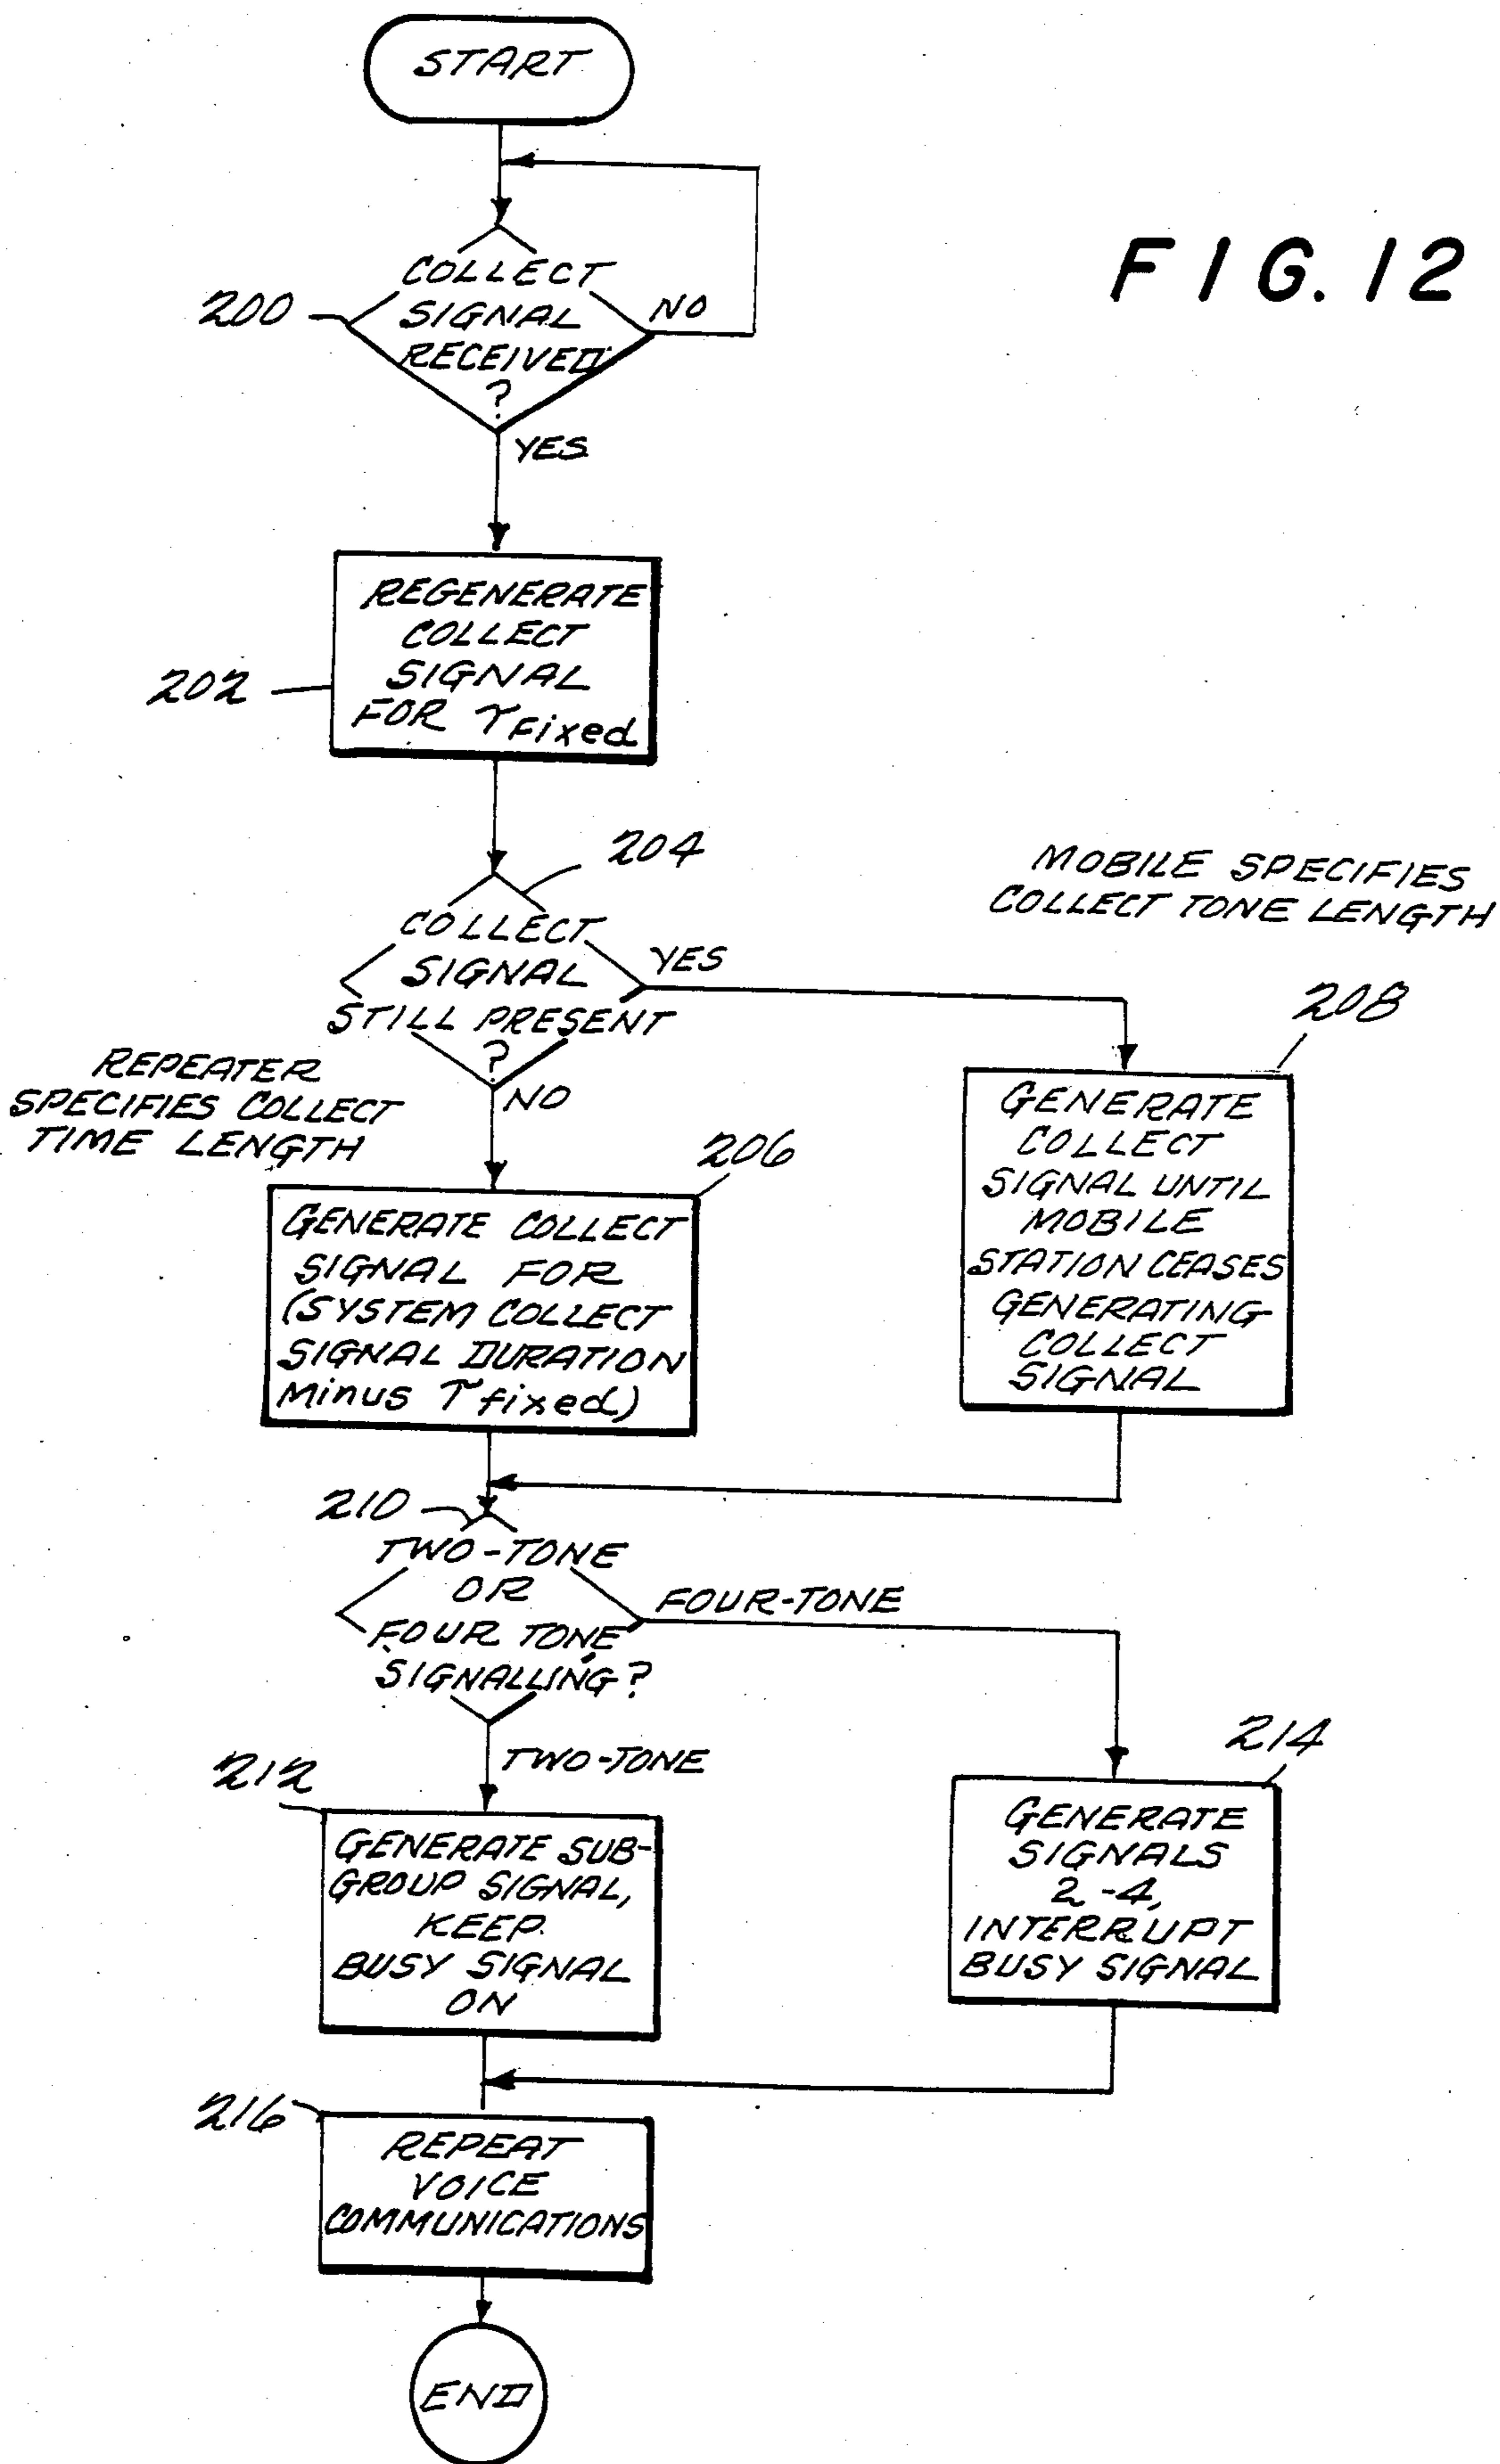 START
FIG. 12
200
COLLECT
SIGNAL
RECEIVED
?
NO
YES
202
REGENERATE
COLLECT
SIGNAL
FOR TFixed
204
COLLECT
SIGNAL
STILL PRESENT
?
YES
NO
MOBILE SPECIFIES
COLLECT TONE LENGTH
REPEATER
SPECIFIES COLLECT
TIME LENGTH
206
GENERATE COLLECT
SIGNAL FOR
(SYSTEM COLLECT
SIGNAL DURATION
Minus Tfixed)
208
GENERATE
COLLECT
SIGNAL UNTIL
MOBILE
STATION CEASES
GENERATING
COLLECT
SIGNAL
210
TWO-TONE
OR
FOUR TONE
SIGNALLING?
FOUR-TONE
TWO-TONE
212
GENERATE SUB-
GROUP SIGNAL,
KEEP
BUSY SIGNAL
ON
214
GENERATE
SIGNALS
2-4,
INTERRUPT
BUSY SIGNAL
216
REPEAT
VOICE
COMMUNICATIONS
END